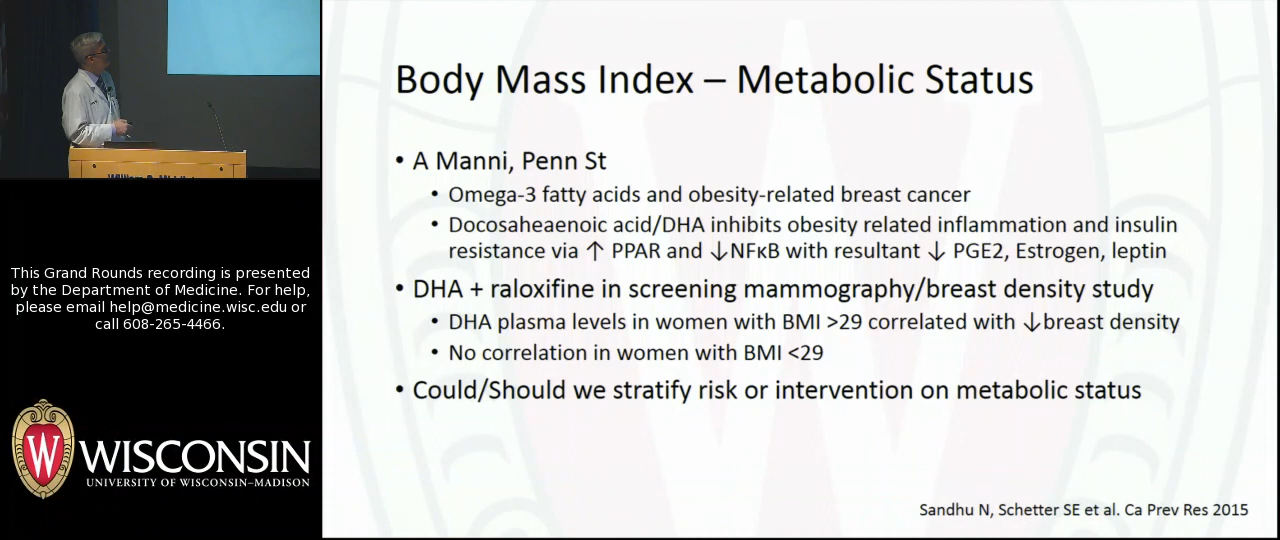 Body Mass Index – Metabolic Status
• A Manni, Penn St
• Omega-3 fatty acids and obesity-related breast cancer
• Docosaheaenoic acid/DHA inhibits obesity related inflammation and insulin
resistance via ↑ PPAR and ↓NFκB with resultant ↓ PGE2, Estrogen, leptin
• DHA + raloxifine in screening mammography/breast density study
• DHA plasma levels in women with BMI >29 correlated with ↓breast density
• No correlation in women with BMI <29
• Could/Should we stratify risk or intervention on metabolic status
Sandhu N, Schetter SE et al. Ca Prev Res 2015
This Grand Rounds recording is presented
by the Department of Medicine. For help,
please email help@medicine.wisc.edu or
call 608-265-4466.
W
WISCONSIN
UNIVERSITY OF WISCONSIN–MADISON